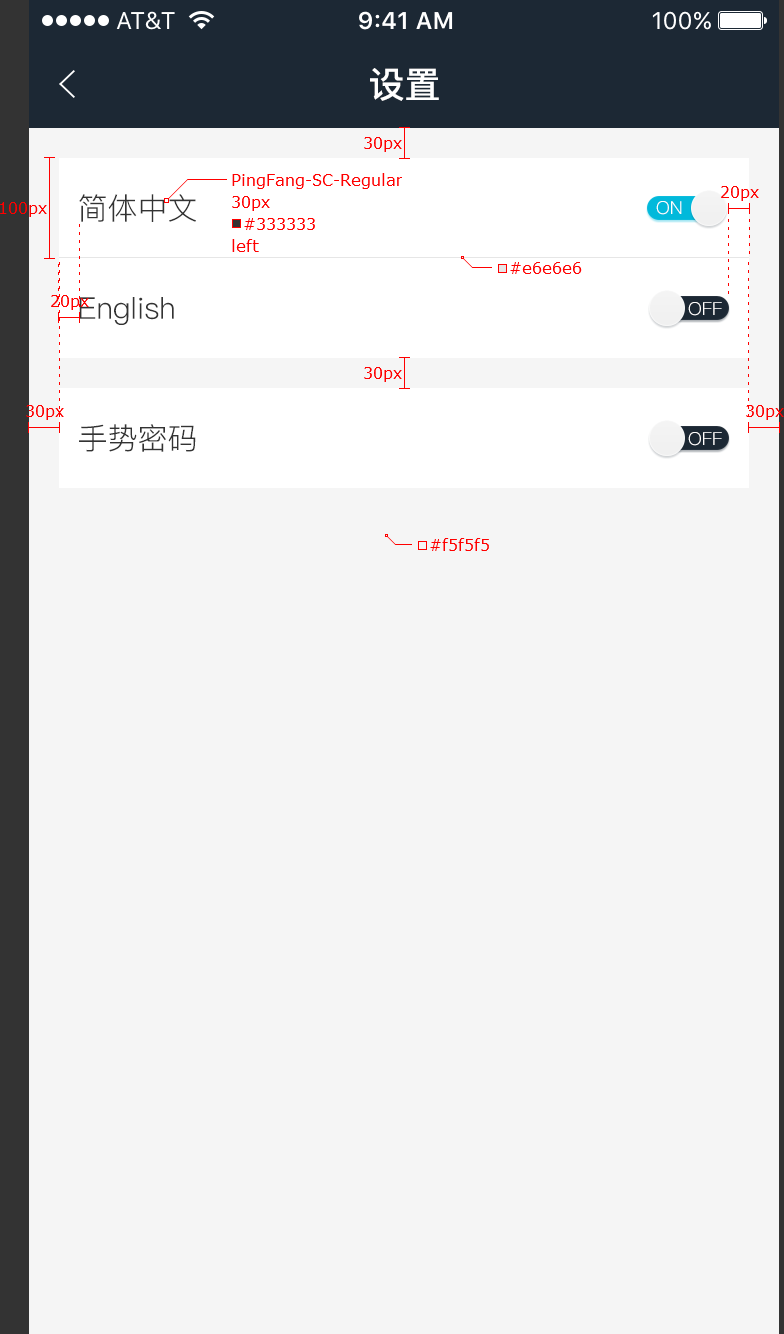 AT&T 9:41 AM 100%
设置
30px
PingFang-SC-Regular
20px
100px
简体中文
30px
ON
#333333
left
#e6e6e6
20px
English
OFF
30px
30px
30px
手势密码
OFF
#f5f5f5